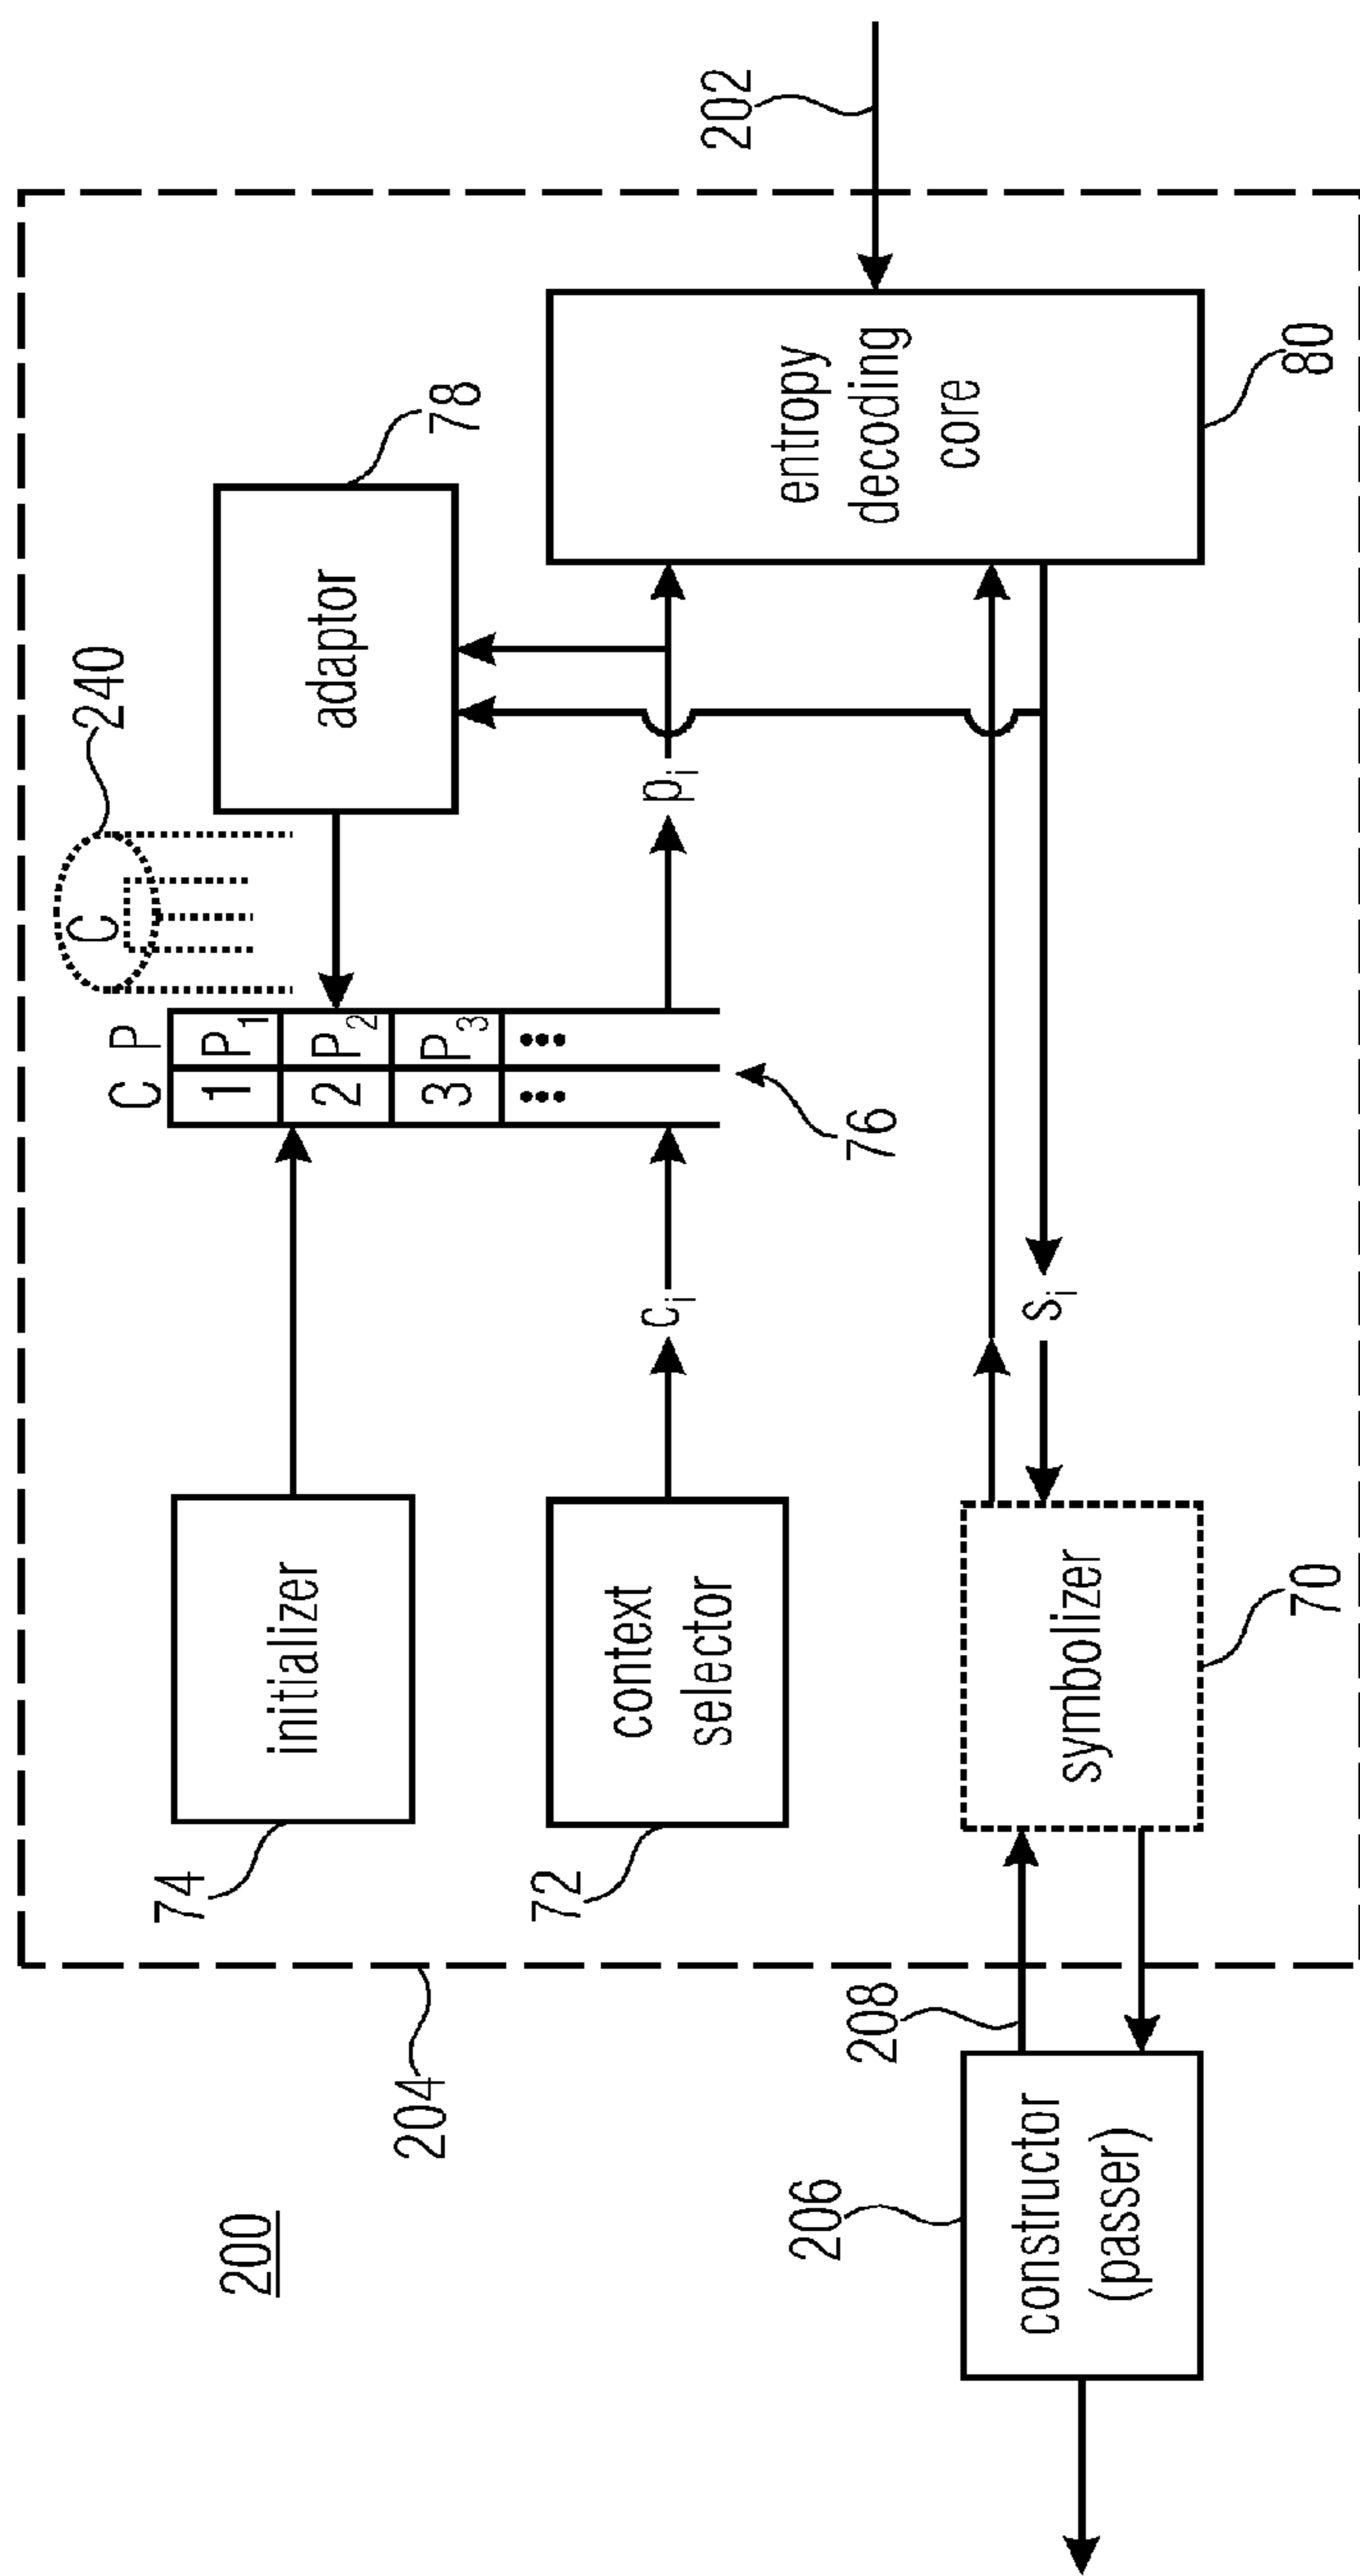 200
204
74
initializer
72
context
selector
C P
1 P1
2 P2
3 P3
... ...
76
C
240
adaptor
78
ci
pi
entropy
decoding
core
80
202
symbolizer
70
si
206
208
constructor
(passer)